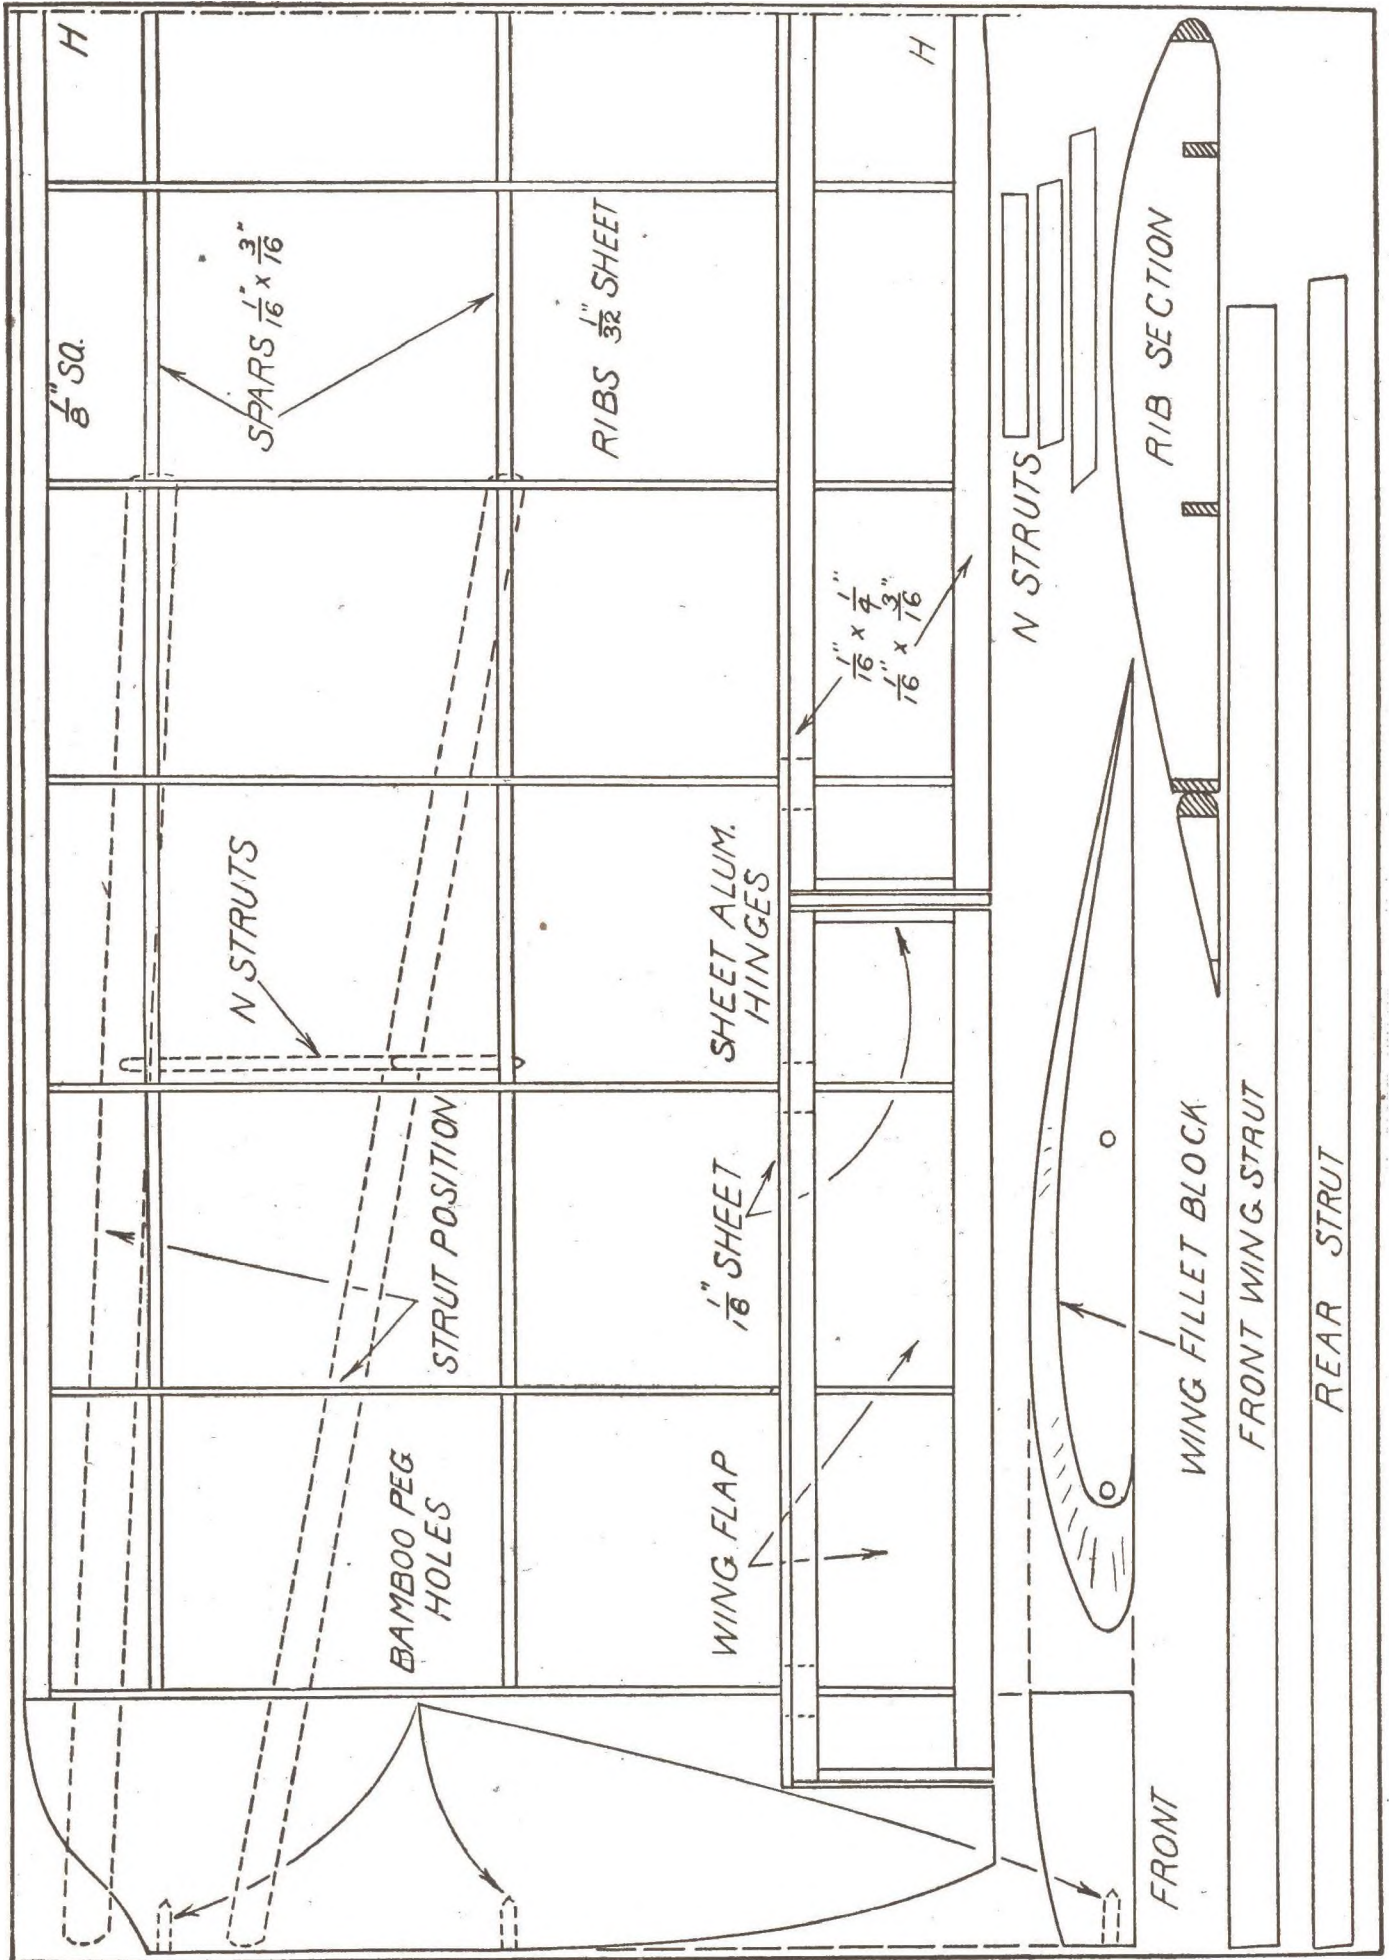 H
1/8" SQ.
SPARS 1/16" x 3/16"
RIBS 1/32" SHEET
H
N STRUTS
STRUT POSITION
BAMBOO PEG
HOLES
SHEET ALUM.
HINGES
1/16" SHEET
WING FLAP
1/16" x 1/4"
1/16" x 3/16"
N STRUTS
RIB SECTION
WING FILLET BLOCK
FRONT
FRONT WING STRUT
REAR STRUT